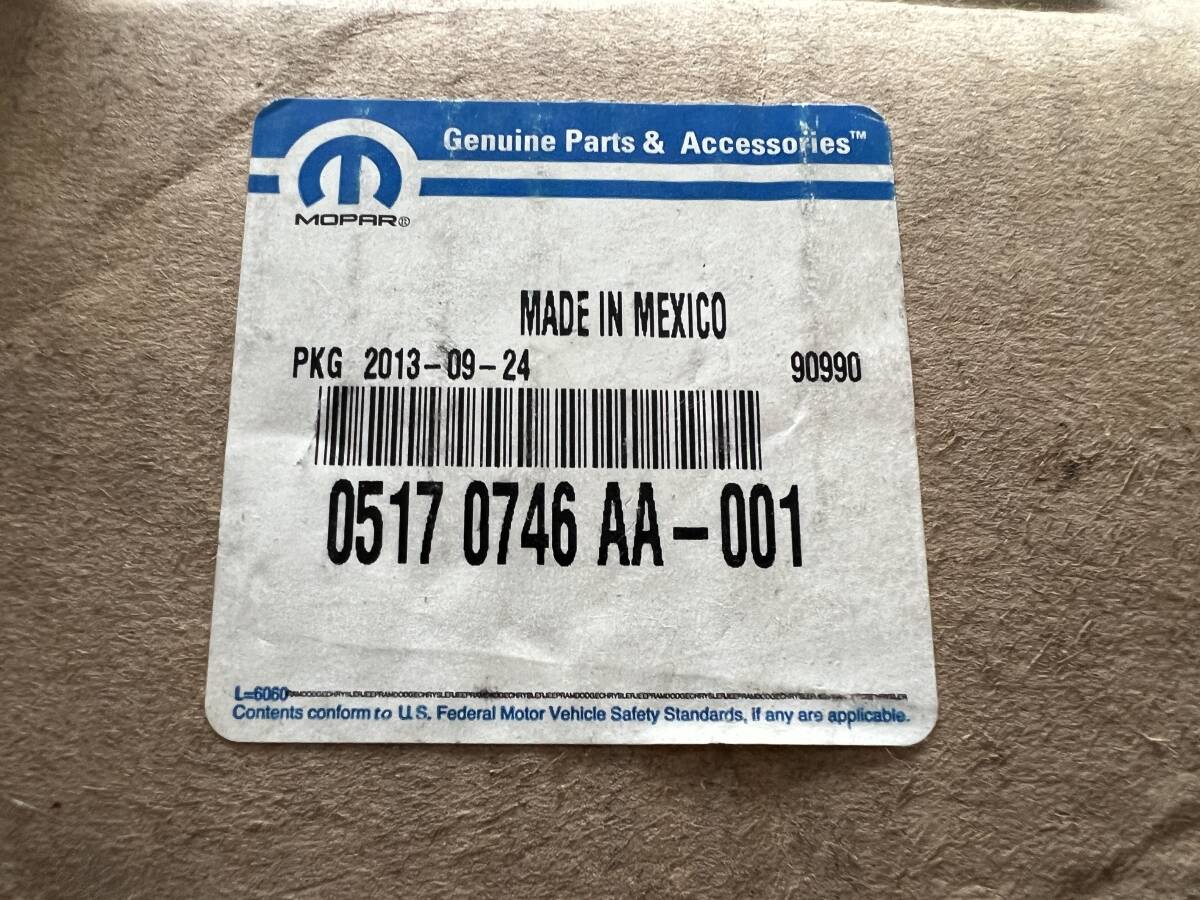 Genuine Parts & Accessories™
MOPAR®
MADE IN MEXICO
PKG 2013-09-24 90990
0517 0746 AA-001
L=6060
Contents conform to U.S. Federal Motor Vehicle Safety Standards, if any are applicable.